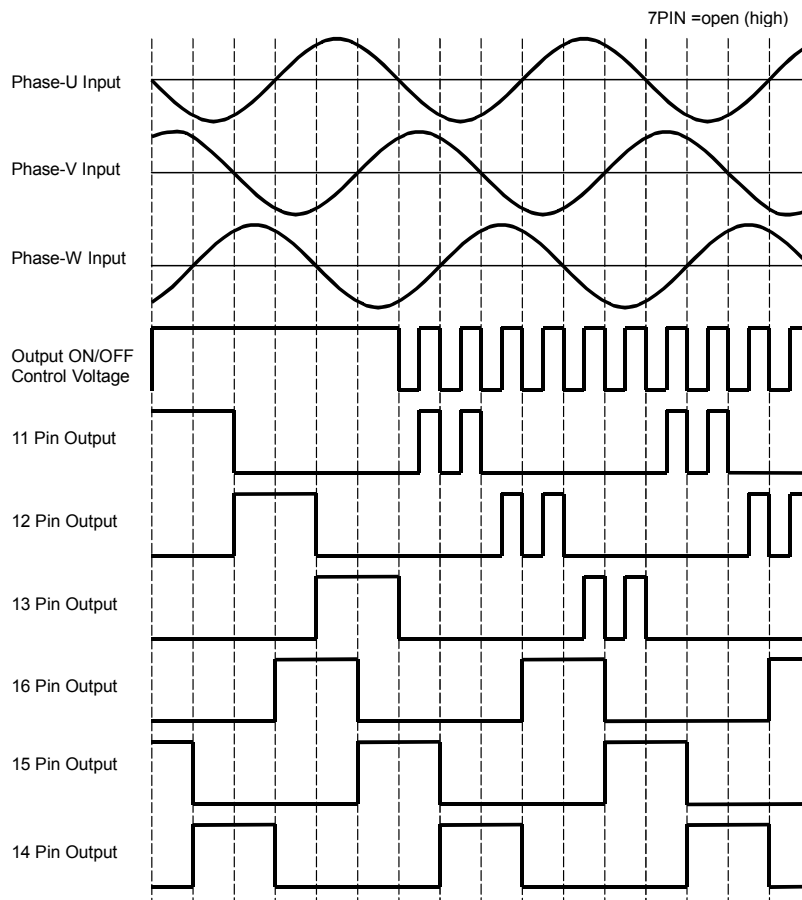 7PIN =open (high)
Phase-U Input
Phase-V Input
Phase-W Input
Output ON/OFF
Control Voltage
11 Pin Output
12 Pin Output
13 Pin Output
16 Pin Output
15 Pin Output
14 Pin Output